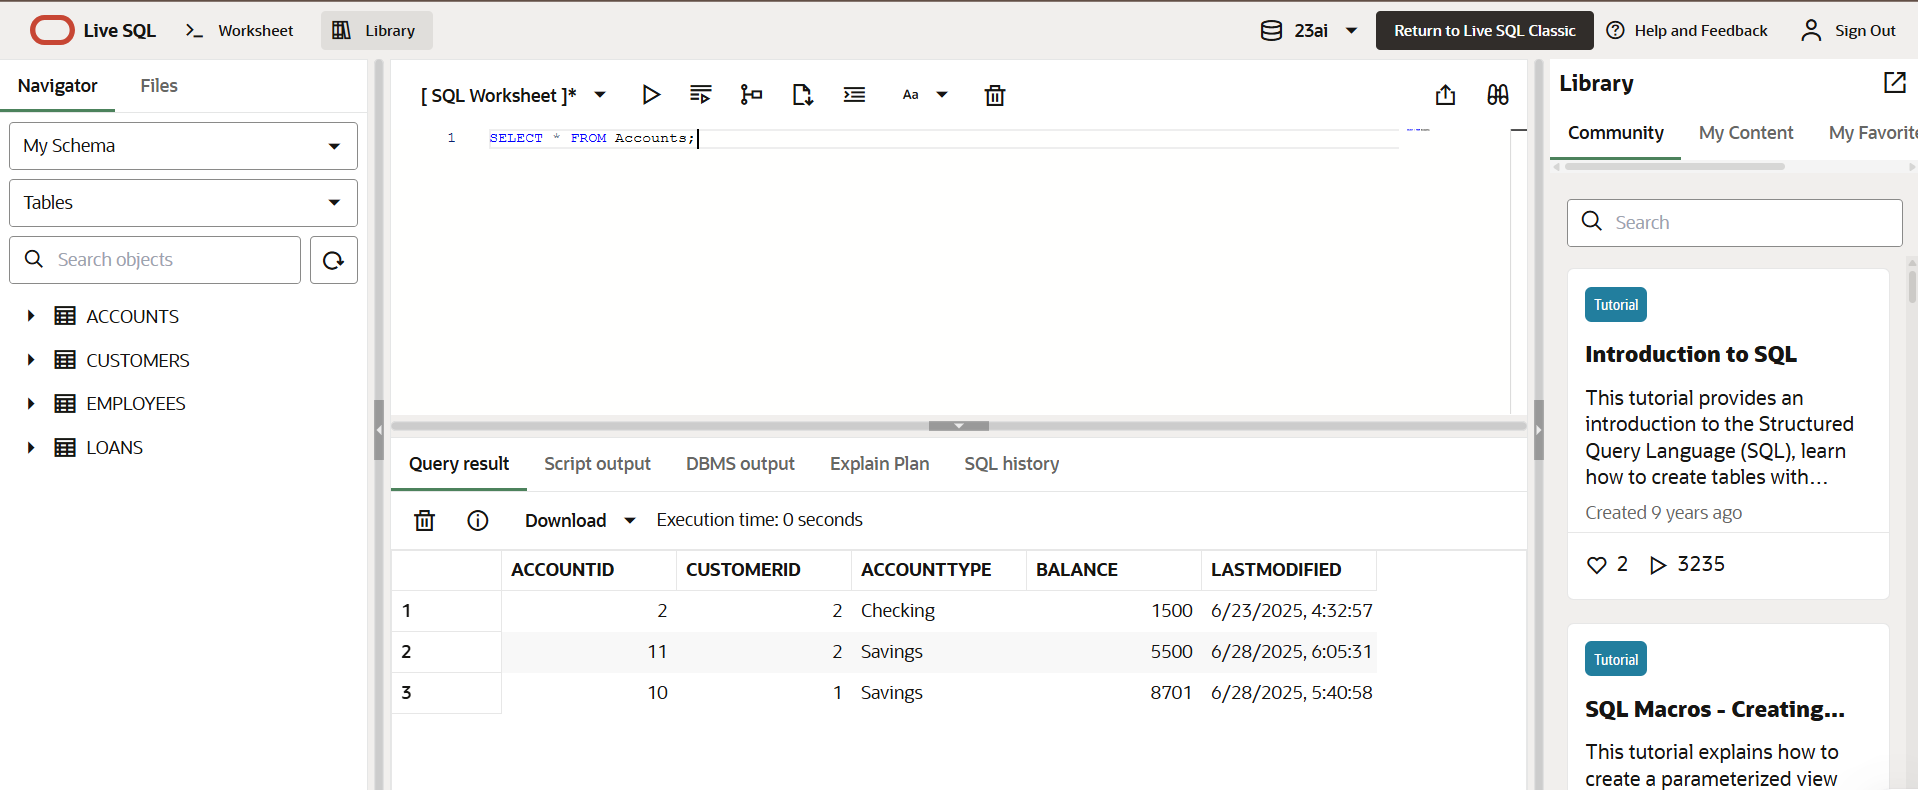 Live SQL
Worksheet
Library
23ai
Return to Live SQL Classic
Help and Feedback
Sign Out
Navigator
Files
My Schema
Tables
Search objects
ACCOUNTS
CUSTOMERS
EMPLOYEES
LOANS
[ SQL Worksheet ]*
Aa
1 SELECT * FROM Accounts;
Query result
Script output
DBMS output
Explain Plan
SQL history
Download
Execution time: 0 seconds
ACCOUNTID CUSTOMERID ACCOUNTTYPE BALANCE LASTMODIFIED
1 2 2 Checking 1500 6/23/2025, 4:32:57
2 11 2 Savings 5500 6/28/2025, 6:05:31
3 10 1 Savings 8701 6/28/2025, 5:40:58
Library
Community
My Content
My Favorite
Search
Tutorial
Introduction to SQL
This tutorial provides an
introduction to the Structured
Query Language (SQL), learn
how to create tables with...
Created 9 years ago
2 3235
Tutorial
SQL Macros - Creating...
This tutorial explains how to
create a parameterized view